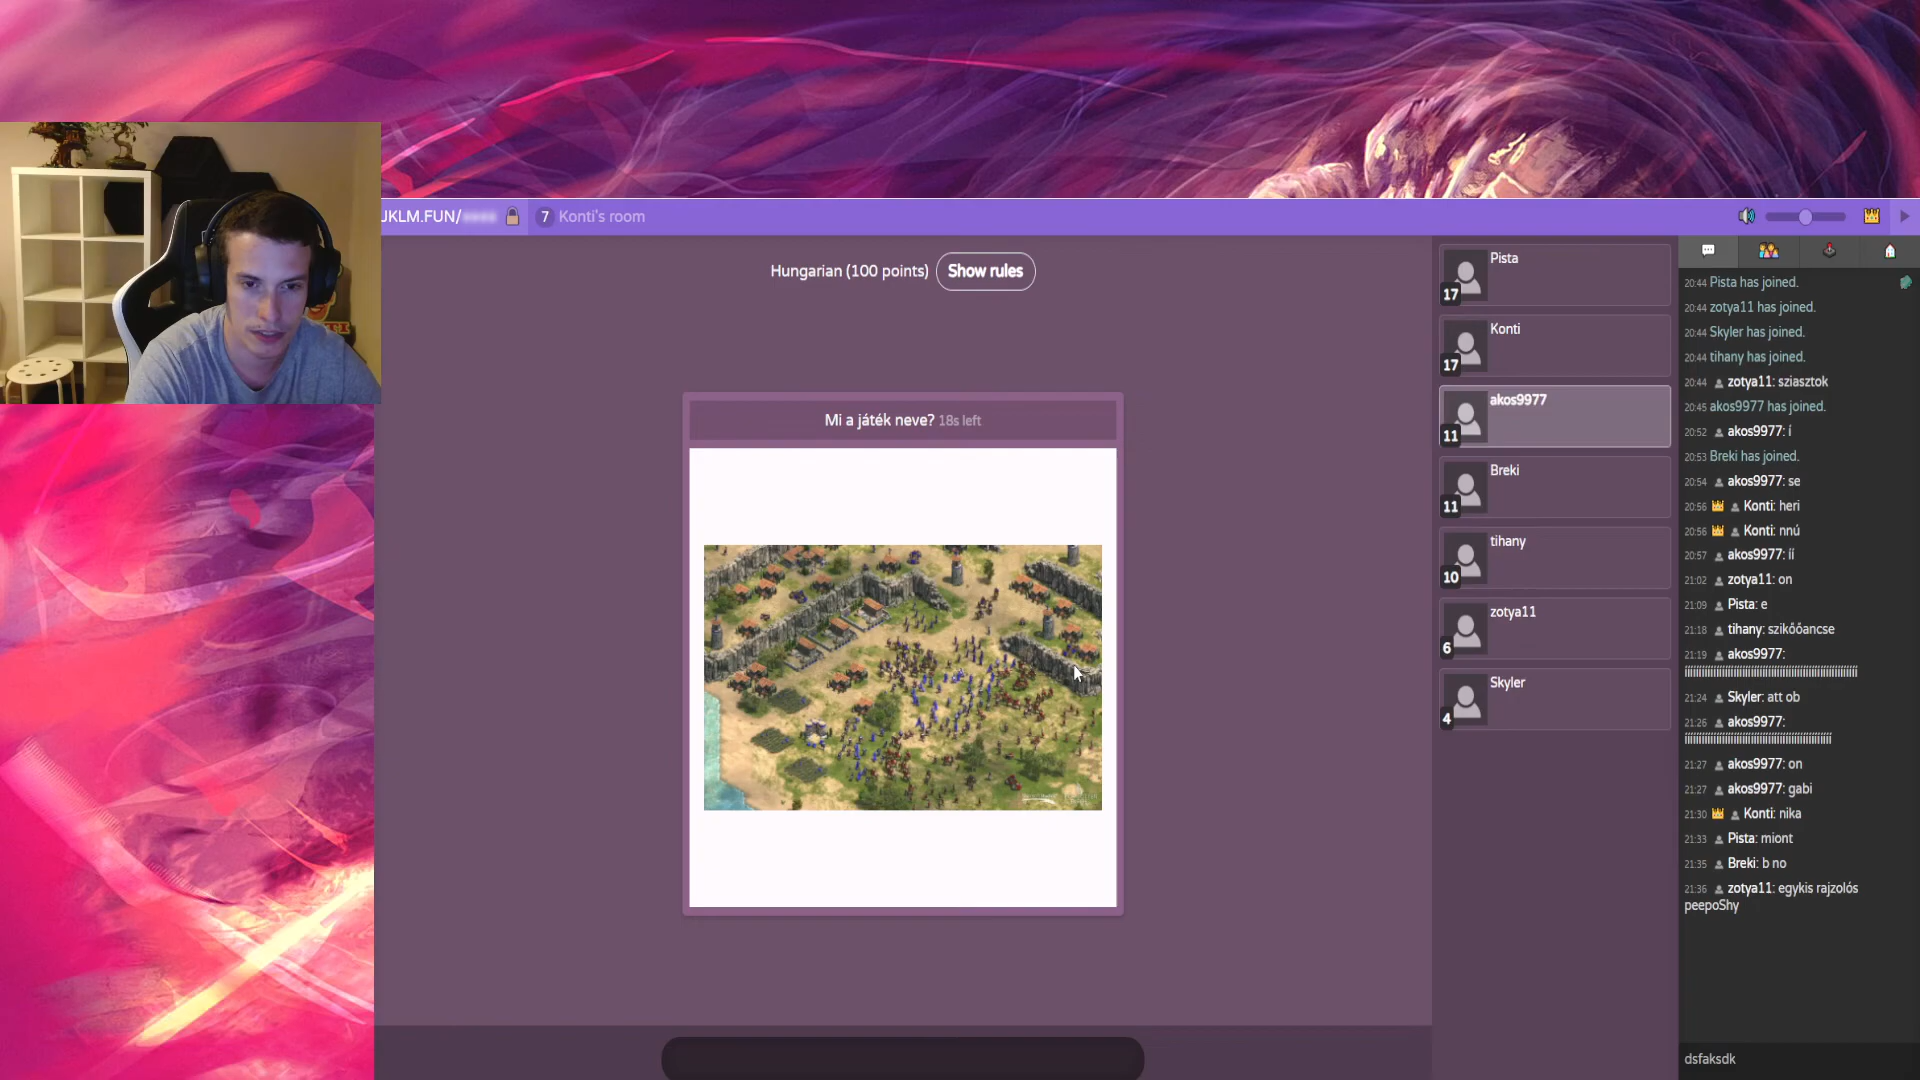 JKLM.FUN/
7 Konti's room
Hungarian (100 points) Show rules
Mi a játék neve? 18s left
Pista
17
Konti
17
akos9977
11
Breki
11
tihany
10
zotya11
6
Skyler
4
20:44 Pista has joined.
20:44 zotya11 has joined.
20:44 Skyler has joined.
20:44 tihany has joined.
20:44 zotya11: sziasztok
20:45 akos9977 has joined.
20:52 akos9977: í
20:53 Breki has joined.
20:54 akos9977: se
20:56 Konti: heri
20:56 Konti: nnú
20:57 akos9977: íí
21:02 zotya11: on
21:09 Pista: e
21:18 tihany: szikőőancse
21:19 akos9977:
21:24 Skyler: att ob
21:26 akos9977:
21:27 akos9977: on
21:27 akos9977: gabi
21:30 Konti: nika
21:33 Pista: miont
21:35 Breki: b no
21:36 zotya11: egykis rajzolós
peepoShy
dsfaksdk